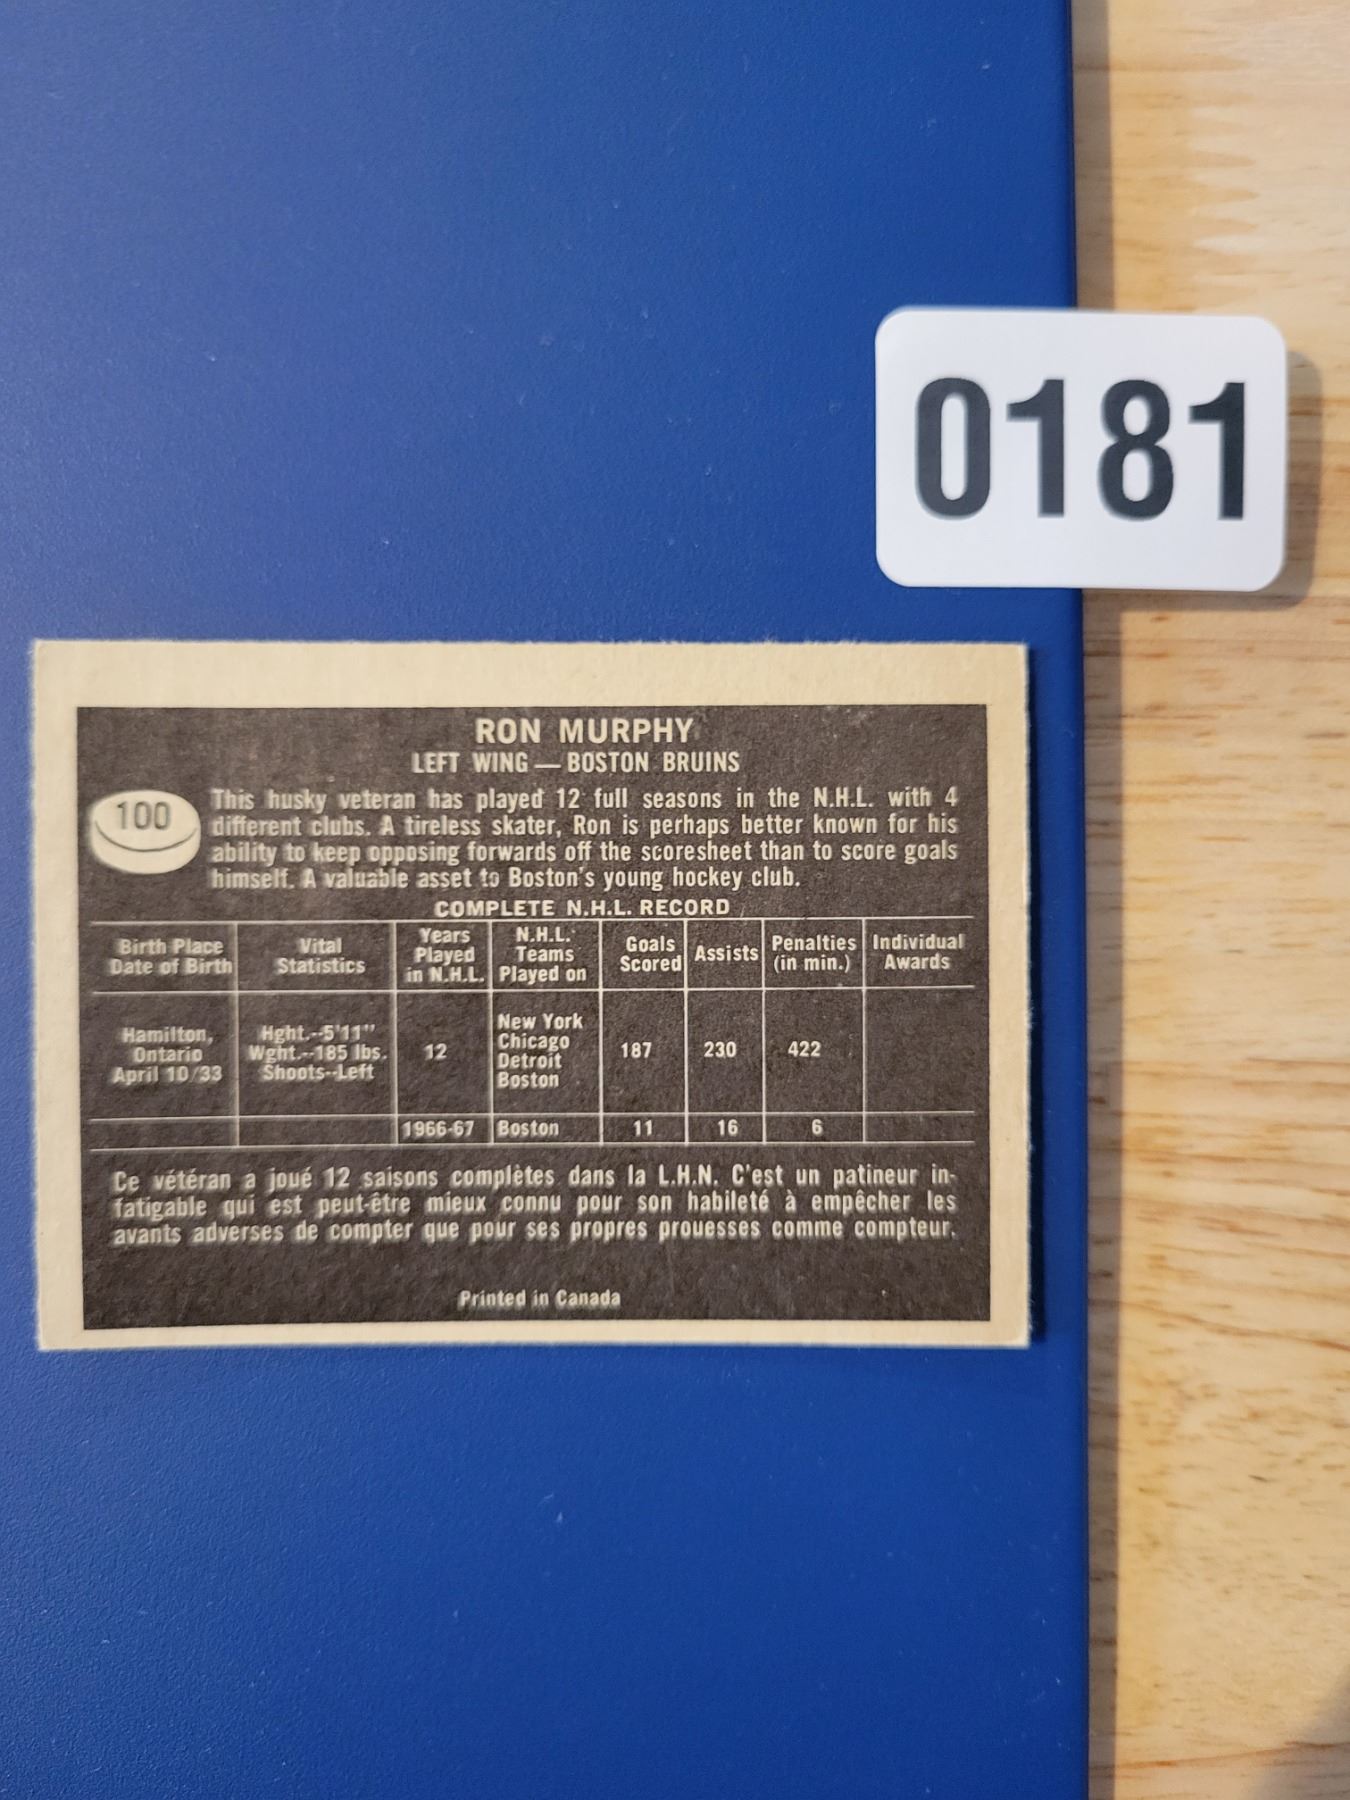 0181
RON MURPHY
LEFT WING — BOSTON BRUINS
100
This husky veteran has played 12 full seasons in the N.H.L. with 4
different clubs. A tireless skater, Ron is perhaps better known for his
ability to keep opposing forwards off the scoresheet than to score goals
himself. A valuable asset to Boston's young hockey club.
COMPLETE N.H.L. RECORD
Birth Place
Date of Birth
Vital
Statistics
Years
Played
in N.H.L.
N.H.L.
Teams
Played on
Goals
Scored
Assists
Penalties
(in min.)
Individual
Awards
Hamilton,
Ontario
April 10/33
Hght.--5'11"
Wght.--185 lbs.
Shoots--Left
12
New York
Chicago
Detroit
Boston
187
230
422
1966-67
Boston
11
16
6
Ce vétéran a joué 12 saisons complètes dans la L.H.N. C'est un patineur in-
fatigable qui est peut-être mieux connu pour son habileté à empêcher les
avants adverses de compter que pour ses propres prouesses comme compteur.
Printed in Canada